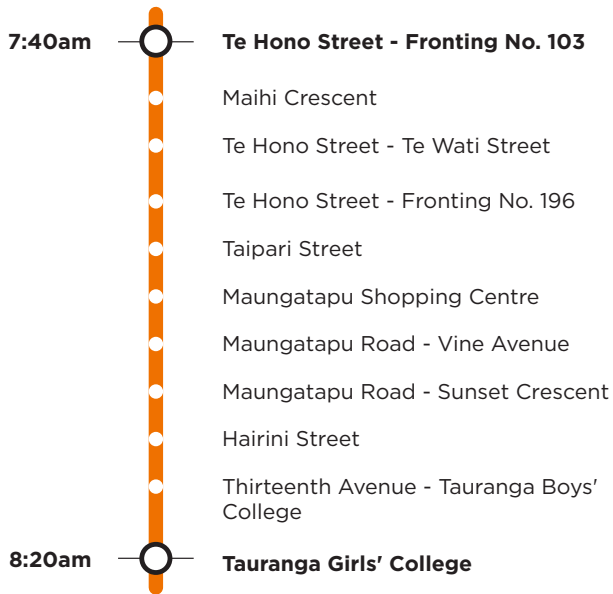 7:40am Te Hono Street - Fronting No. 103
Maihi Crescent
Te Hono Street - Te Wati Street
Te Hono Street - Fronting No. 196
Taipari Street
Maungatapu Shopping Centre
Maungatapu Road - Vine Avenue
Maungatapu Road - Sunset Crescent
Hairini Street
Thirteenth Avenue - Tauranga Boys'
College
8:20am Tauranga Girls' College